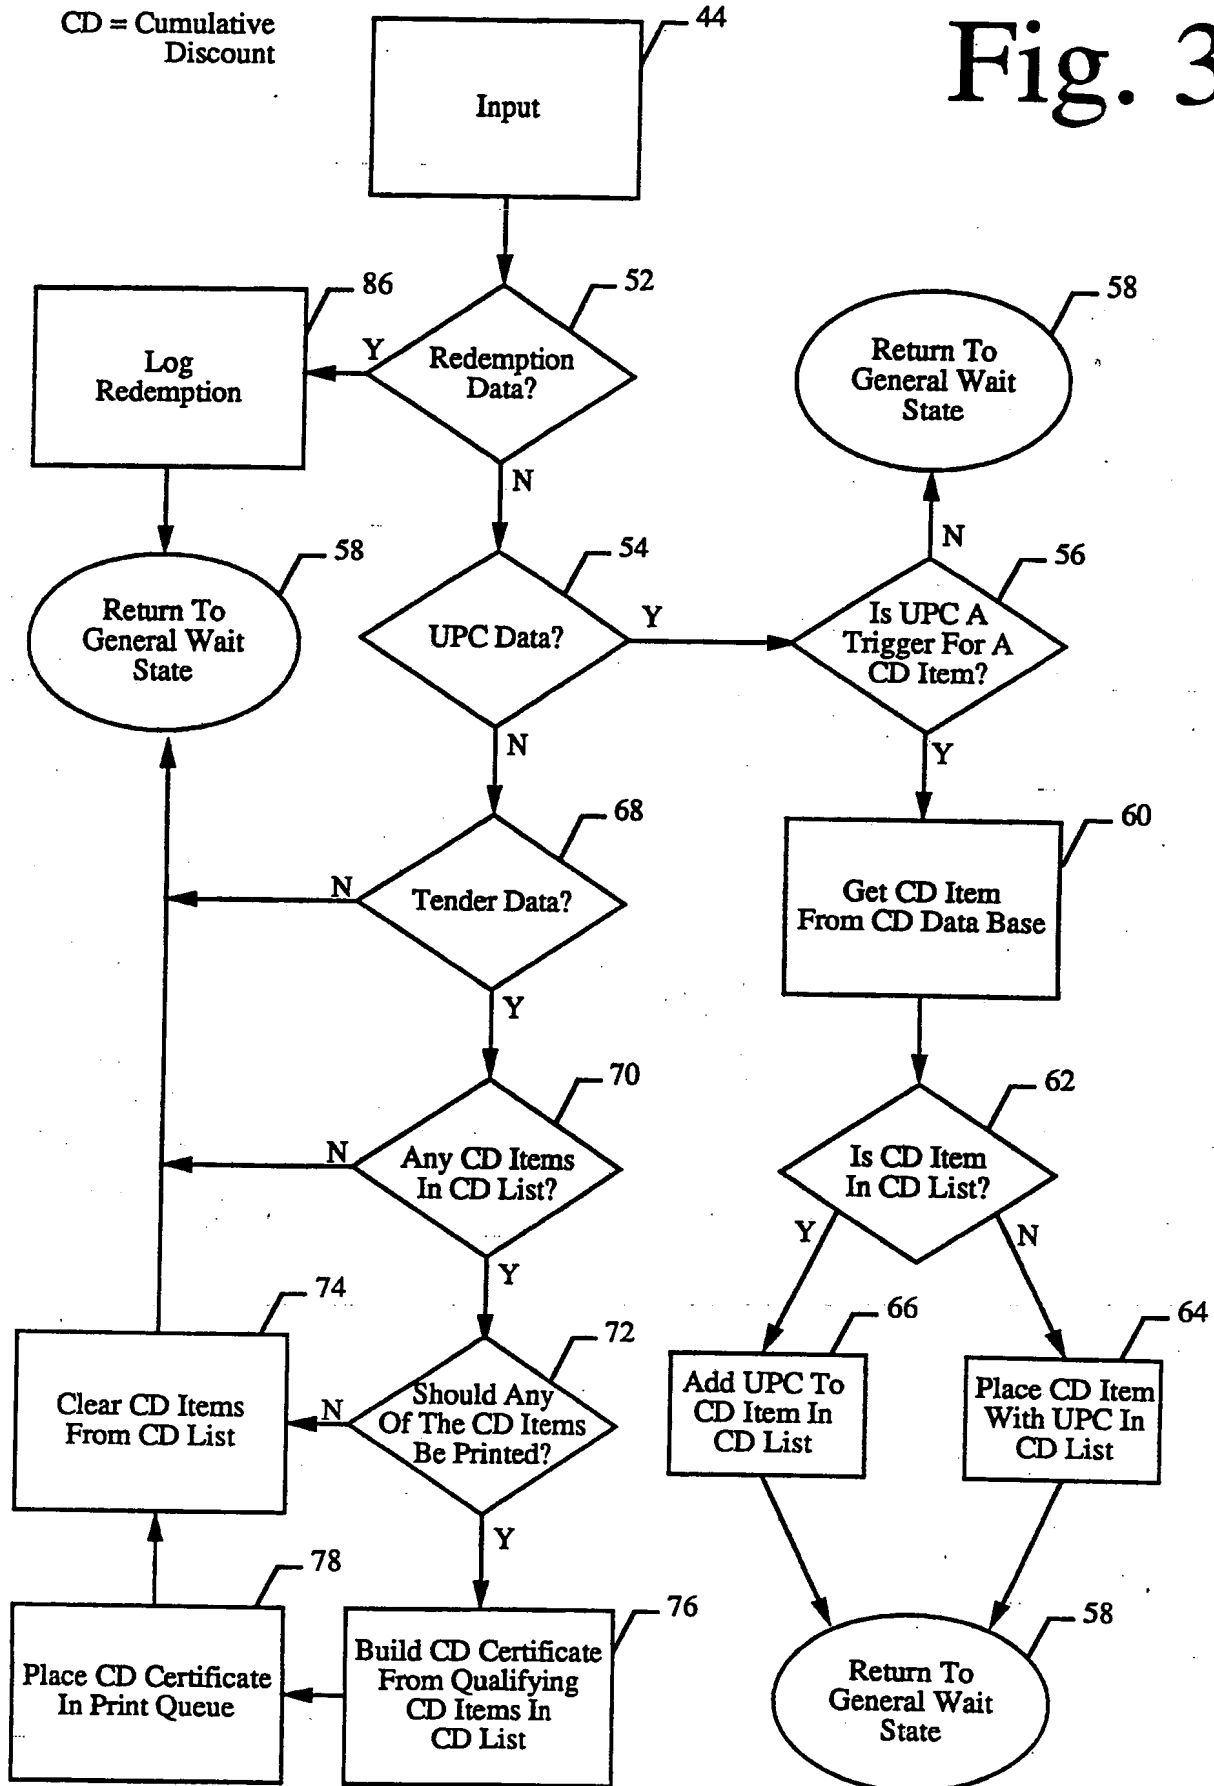 CD = Cumulative
Discount
44
Fig. 3
Input
86
52
58
Log
Redemption
Y
Redemption
Data?
Return To
General Wait
State
N
58
54
N
56
Return To
General Wait
State
UPC Data?
Y
Is UPC A
Trigger For A
CD Item?
N
Y
68
60
N
Tender Data?
Get CD Item
From CD Data Base
Y
70
62
N
Any CD Items
In CD List?
Is CD Item
In CD List?
Y
N
Y
74
72
66
64
Clear CD Items
From CD List
N
Should Any
Of The CD Items
Be Printed?
Add UPC To
CD Item In
CD List
Place CD Item
With UPC In
CD List
Y
78
76
58
Place CD Certificate
In Print Queue
Build CD Certificate
From Qualifying
CD Items In
CD List
Return To
General Wait
State